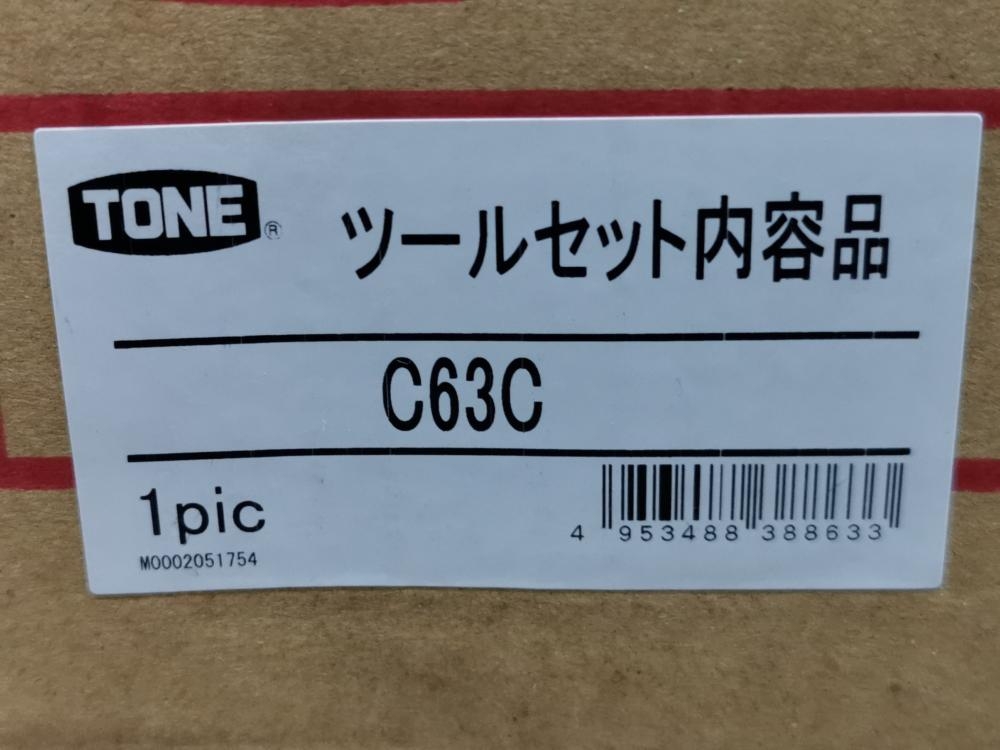 TONE ®
ツールセット内容品
C63C
1pic
M0002051754
4 953488 388633